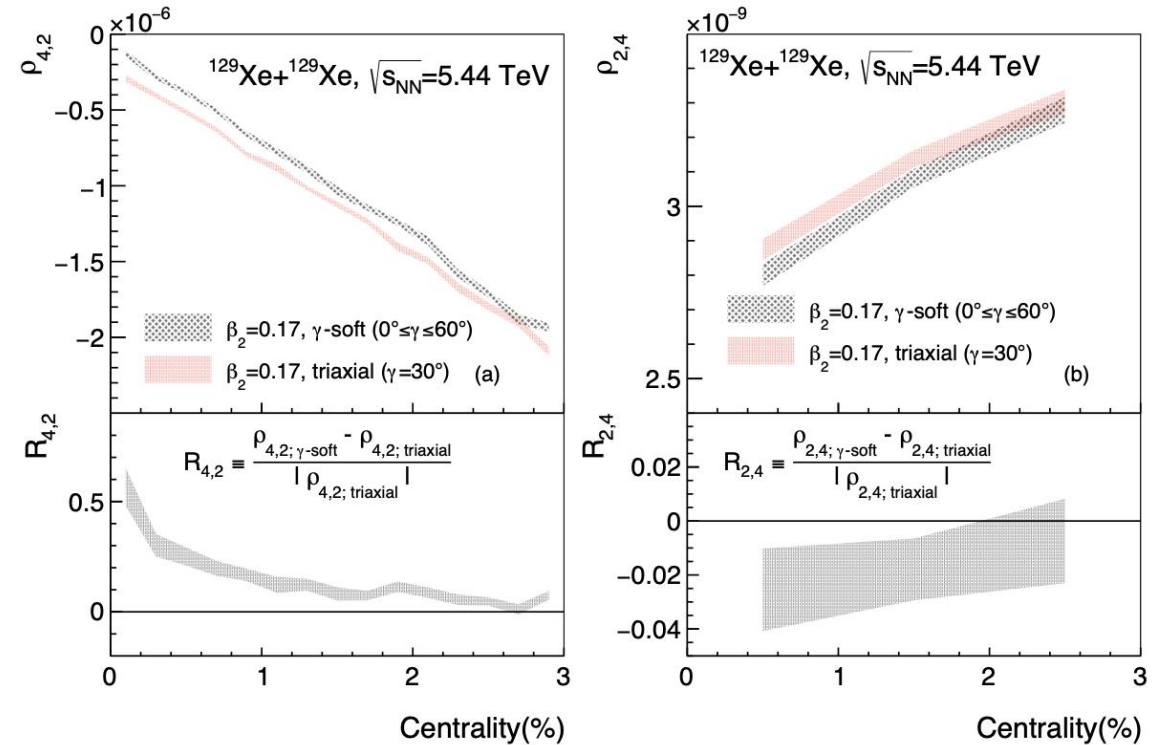 ×10⁻⁶
ρ₄,₂
¹²⁹Xe+¹²⁹Xe, √sNN=5.44 TeV
0
−0.5
−1
−1.5
−2
β₂=0.17, γ-soft (0°≤γ≤60°)
β₂=0.17, triaxial (γ=30°)
(a)
R₄,₂
R₄,₂ ≡ (ρ₄,₂; γ-soft - ρ₄,₂; triaxial) / |ρ₄,₂; triaxial|
0.5
0
0 1 2 3
Centrality(%)
×10⁻⁹
ρ₂,₄
¹²⁹Xe+¹²⁹Xe, √sNN=5.44 TeV
3
2.5
β₂=0.17, γ-soft (0°≤γ≤60°)
β₂=0.17, triaxial (γ=30°)
(b)
R₂,₄
R₂,₄ ≡ (ρ₂,₄; γ-soft - ρ₂,₄; triaxial) / |ρ₂,₄; triaxial|
0.02
0
−0.02
−0.04
0 1 2 3
Centrality(%)